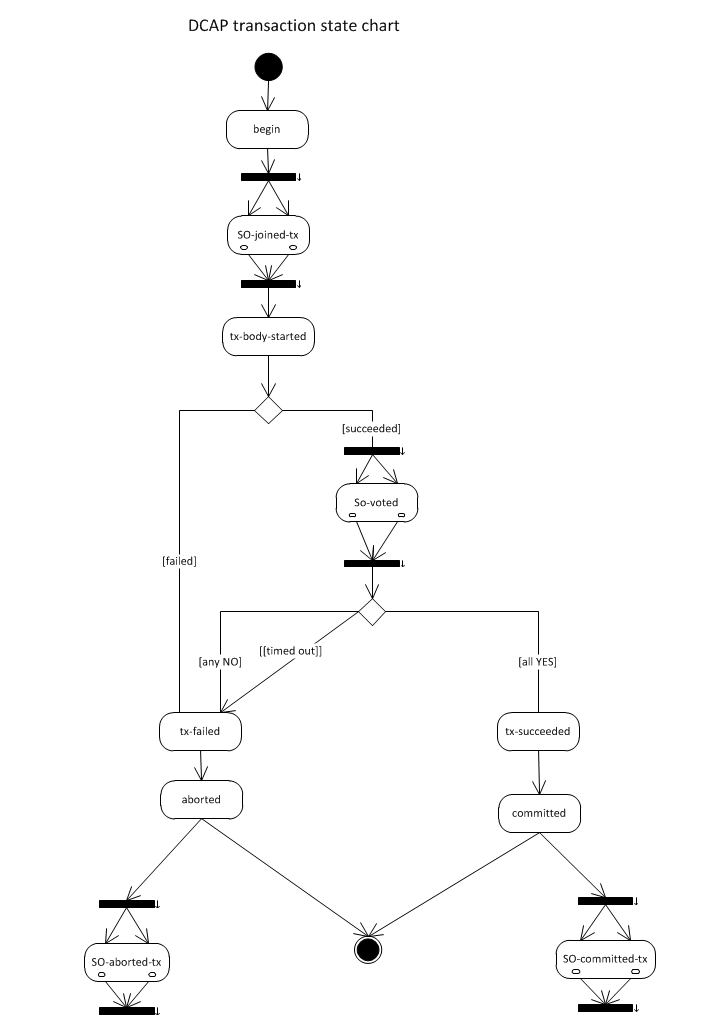 DCAP transaction state chart
begin
SO-joined-tx
tx-body-started
[succeeded]
So-voted
[failed]
[[timed out]]
[any NO]
[all YES]
tx-failed
tx-succeeded
aborted
committed
SO-aborted-tx
SO-committed-tx